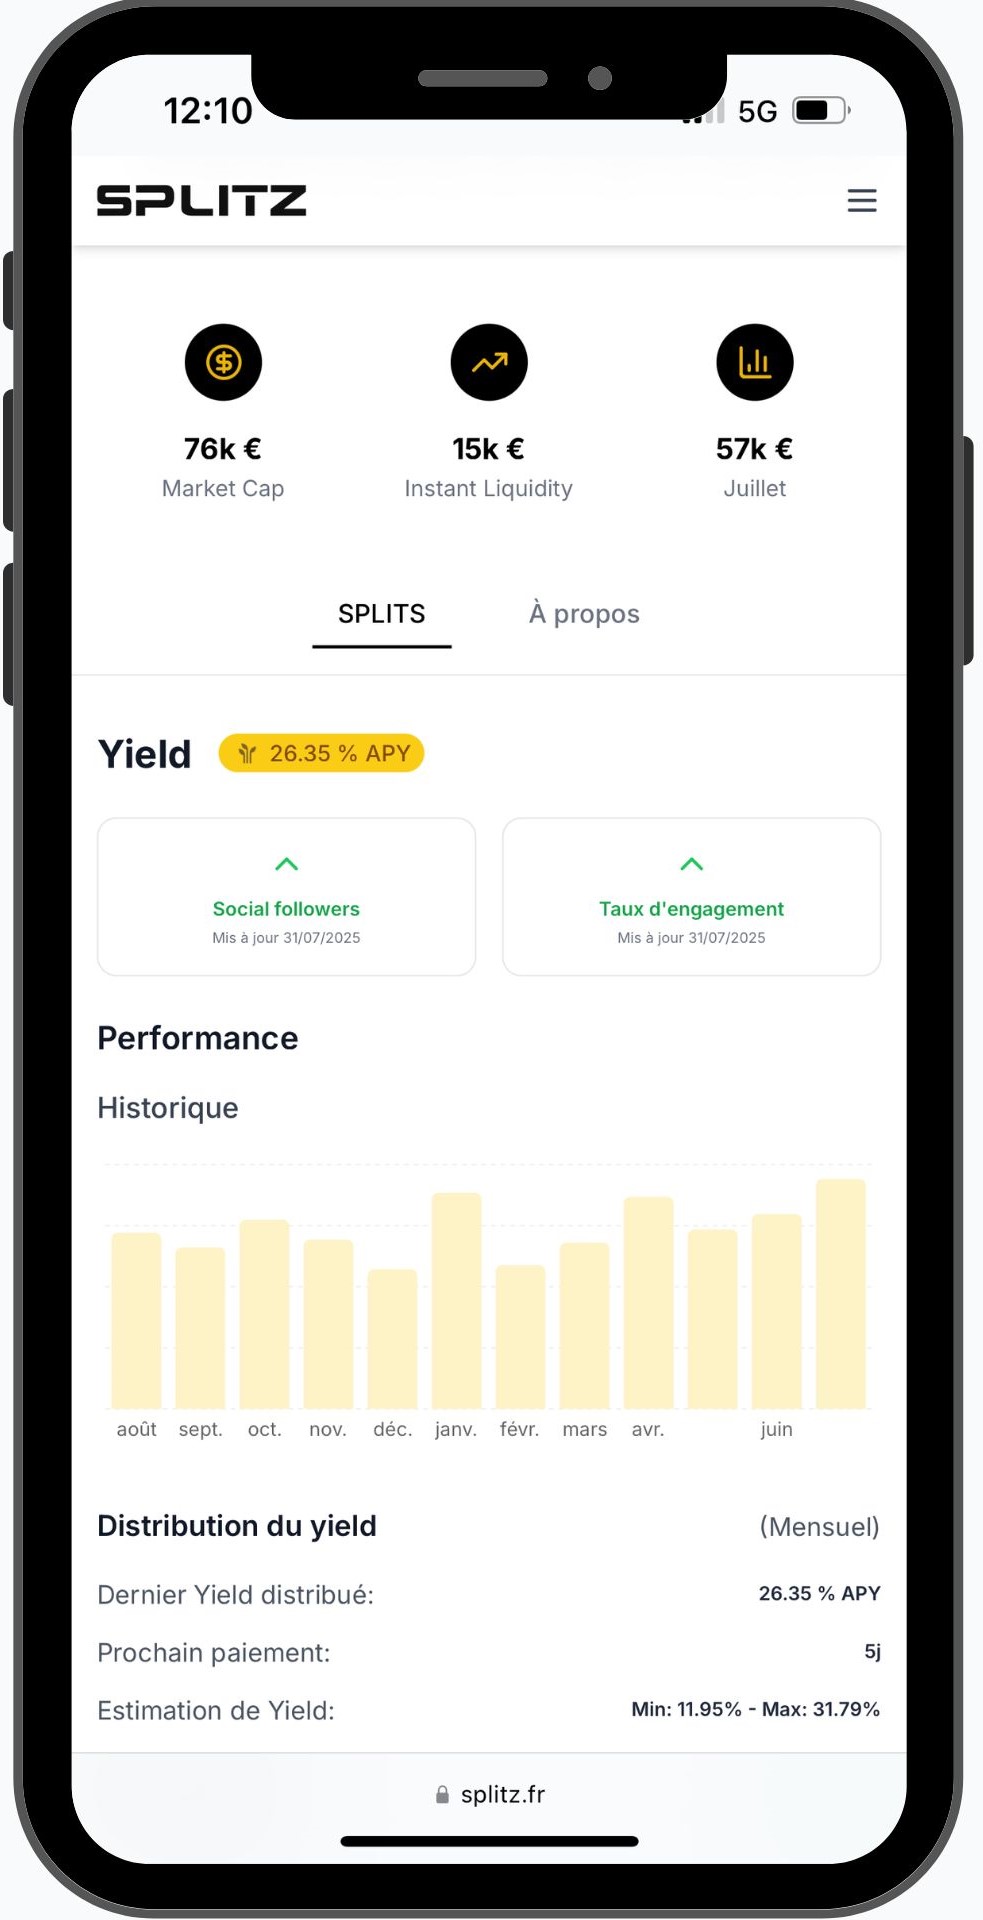 12:10 5G
SPLITZ
76k € 15k € 57k €
Market Cap Instant Liquidity Juillet
SPLITS À propos
Yield 26.35 % APY
Social followers Taux d'engagement
Mis à jour 31/07/2025 Mis à jour 31/07/2025
Performance
Historique
août sept. oct. nov. déc. janv. févr. mars avr. juin
Distribution du yield (Mensuel)
Dernier Yield distribué: 26.35 % APY
Prochain paiement: 5j
Estimation de Yield: Min: 11.95% - Max: 31.79%
splitz.fr